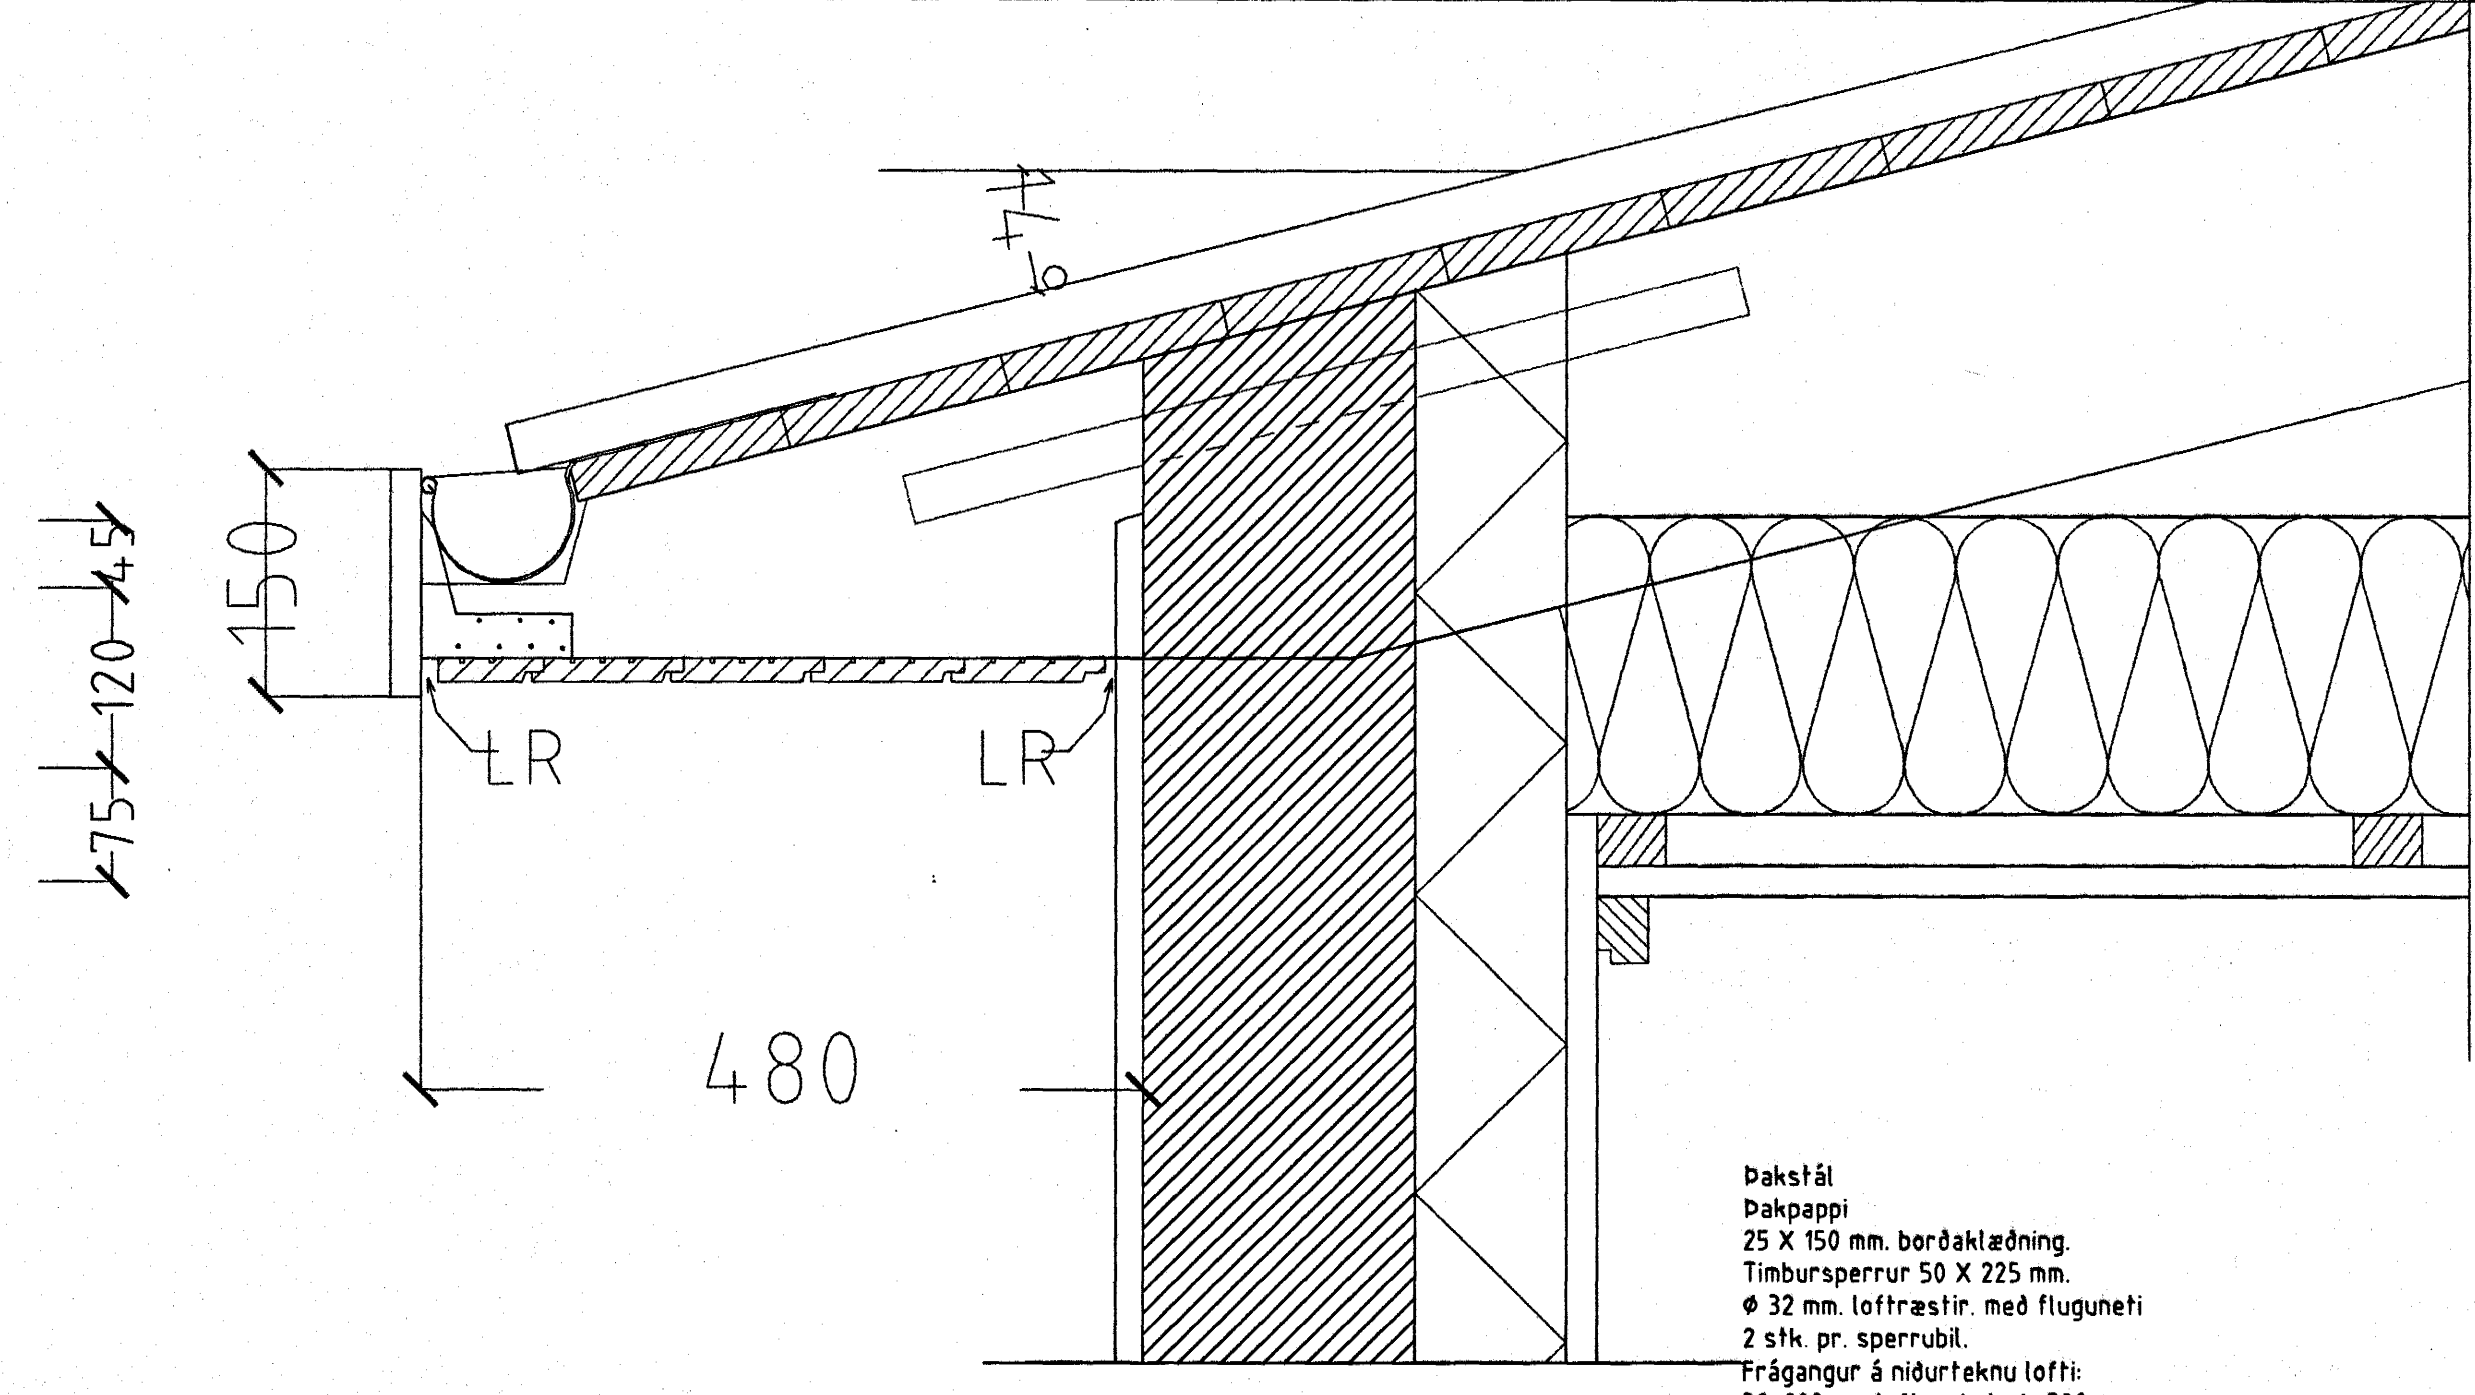 14°
150
45
120
75
LR
LR
480
Þakstál
Þakpappi
25 X 150 mm. borðaklæðning.
Timbursperrur 50 X 225 mm.
Ø 32 mm. loftræstir. með fluguneti
2 stk. pr. sperrubil.
Frágangur á niðurteknu lofti: